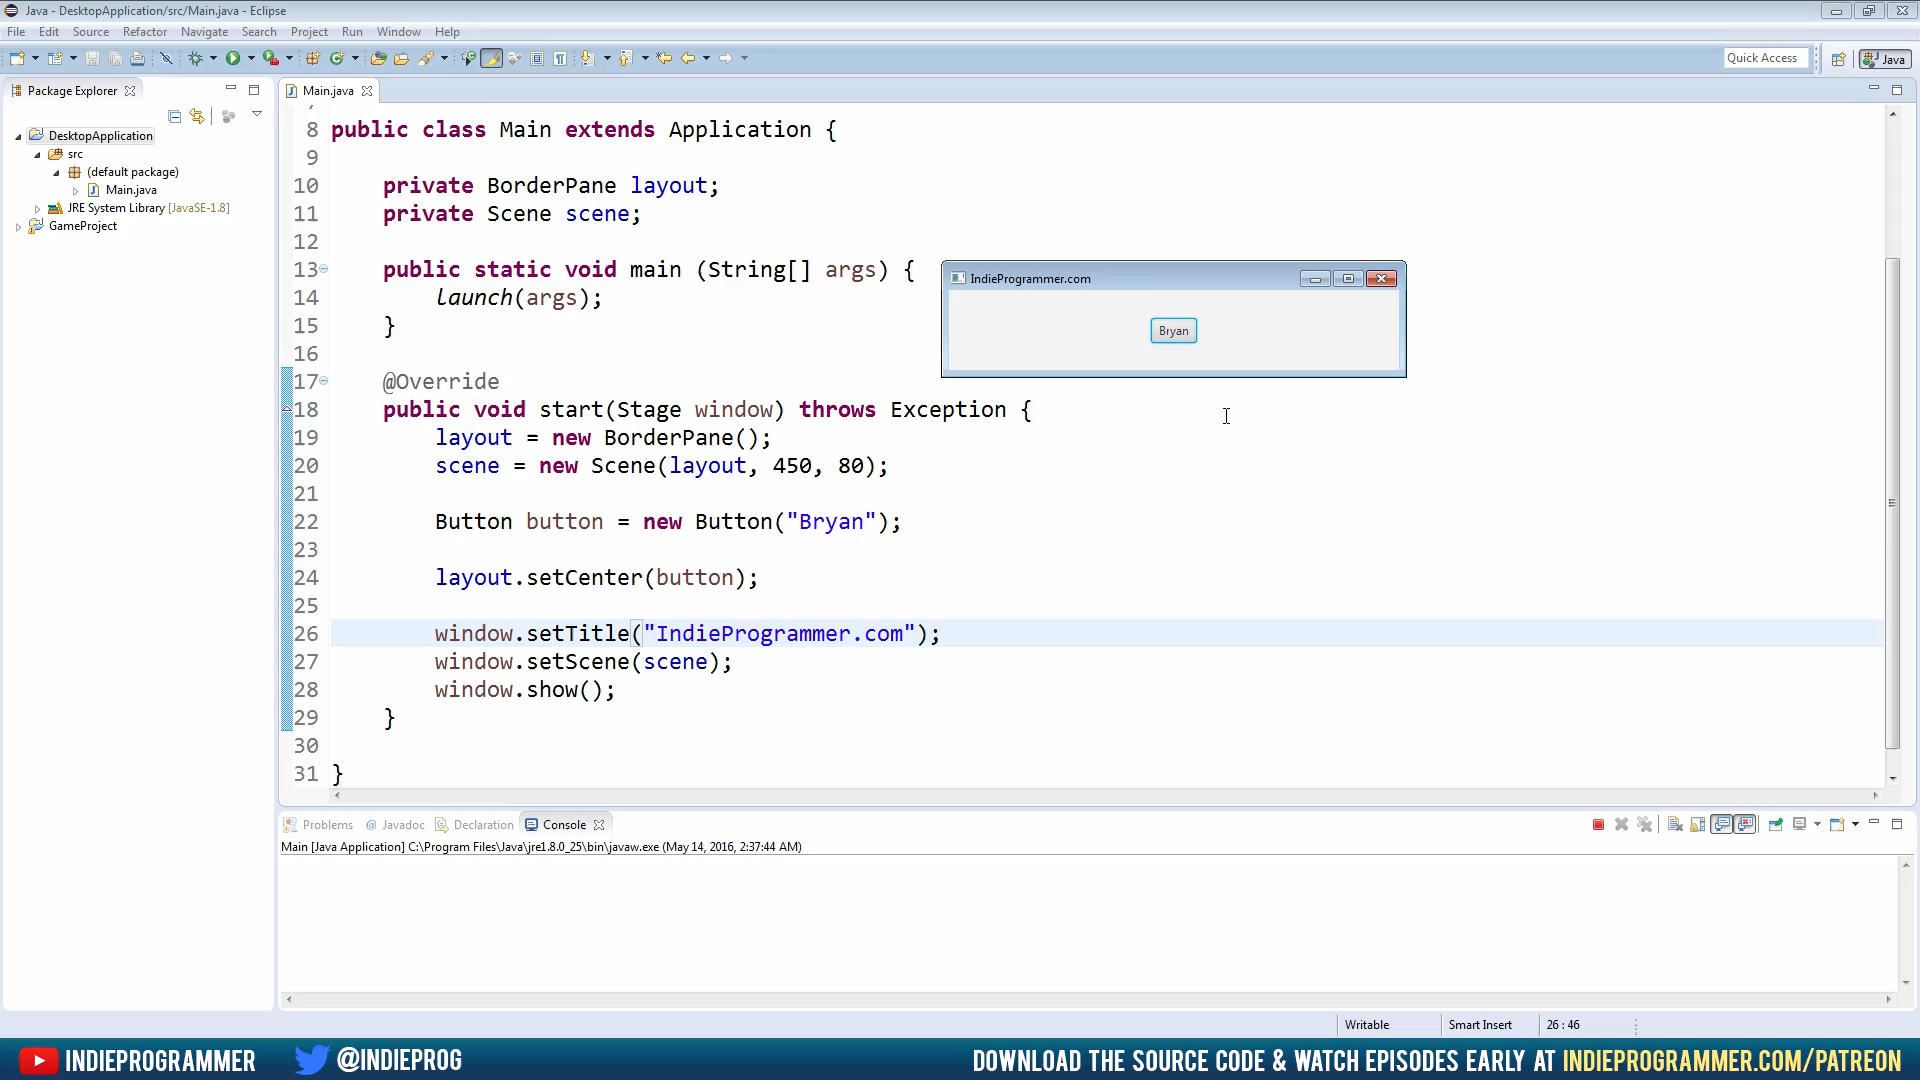 Java - DesktopApplication/src/Main.java - Eclipse
File Edit Source Refactor Navigate Search Project Run Window Help
Quick Access
Java
Package Explorer
DesktopApplication
src
(default package)
Main.java
JRE System Library [JavaSE-1.8]
GameProject
Main.java
8 public class Main extends Application {
9
10 private BorderPane layout;
11 private Scene scene;
12
13 public static void main (String[] args) {
14 launch(args);
15 }
16
17 @Override
18 public void start(Stage window) throws Exception {
19 layout = new BorderPane();
20 scene = new Scene(layout, 450, 80);
21
22 Button button = new Button("Bryan");
23
24 layout.setCenter(button);
25
26 window.setTitle("IndieProgrammer.com");
27 window.setScene(scene);
28 window.show();
29 }
30
31 }
IndieProgrammer.com
Bryan
Problems @ Javadoc Declaration Console
Main [Java Application] C:\Program Files\Java\jre1.8.0_25\bin\javaw.exe (May 14, 2016, 2:37:44 AM)
Writable Smart Insert 26 : 46
INDIEPROGRAMMER @INDIEPROG DOWNLOAD THE SOURCE CODE & WATCH EPISODES EARLY AT INDIEPROGRAMMER.COM/PATREON